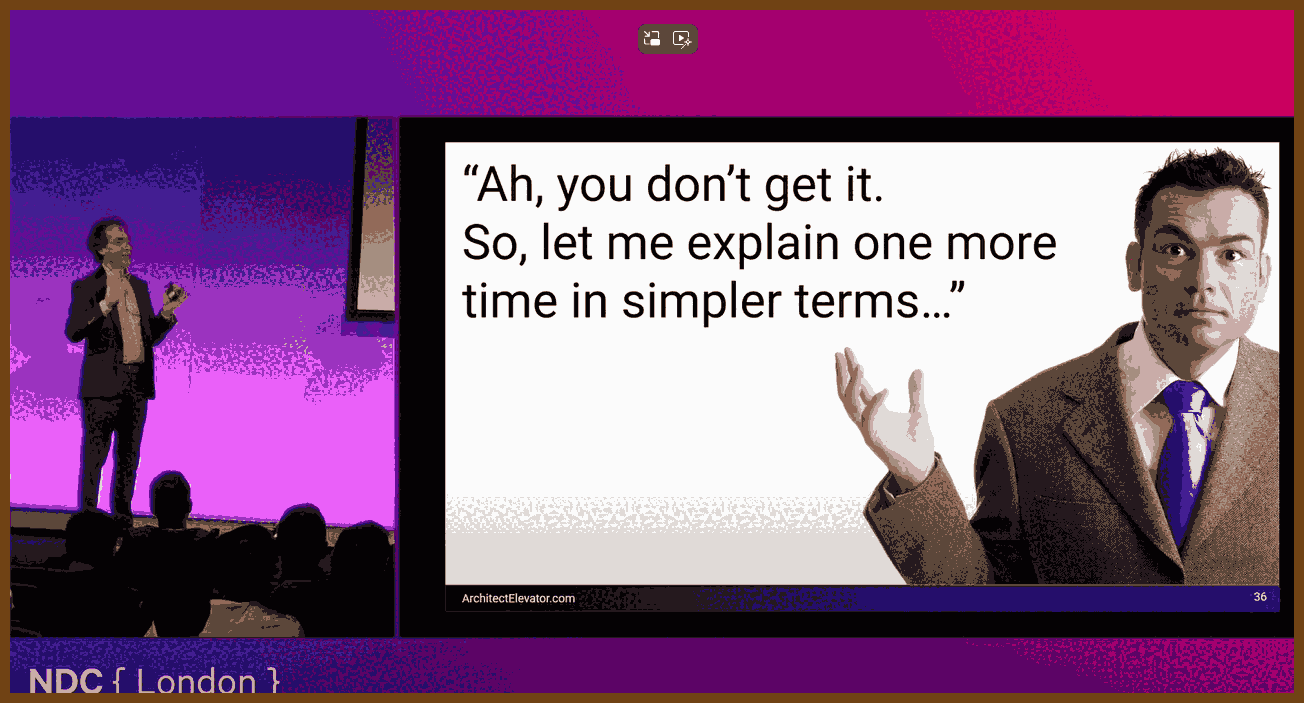 “Ah, you don’t get it.
So, let me explain one more
time in simpler terms…”
ArchitectElevator.com
36
NDC { London }